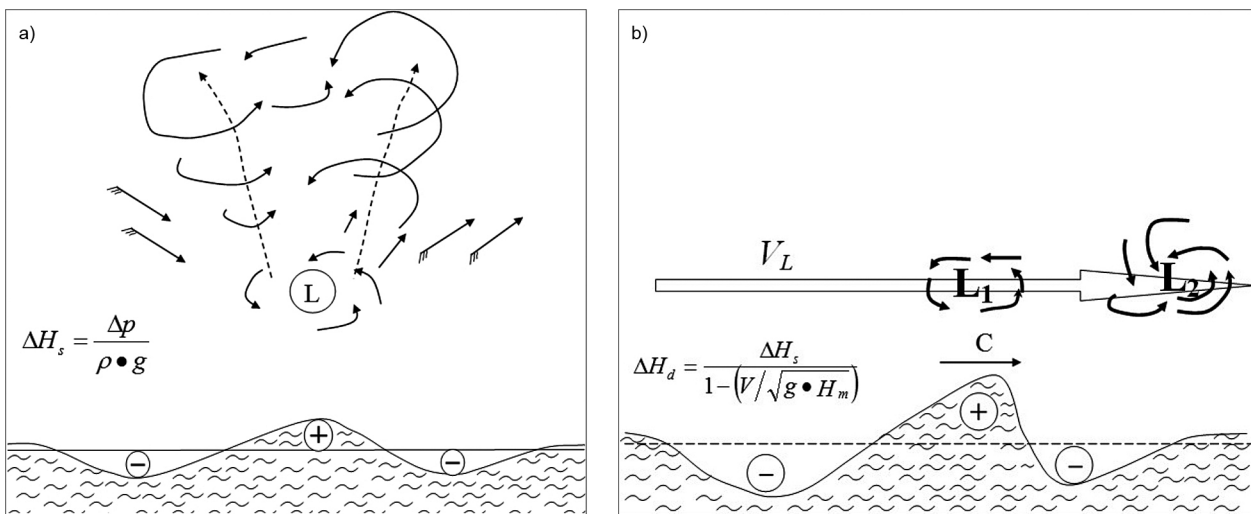 a)
L
ΔH_s = Δp / (ρ • g)
+
−
−
b)
V_L
L_1
L_2
C
ΔH_d = ΔH_s / (1−(V/√(g • H_m)))
+
−
−